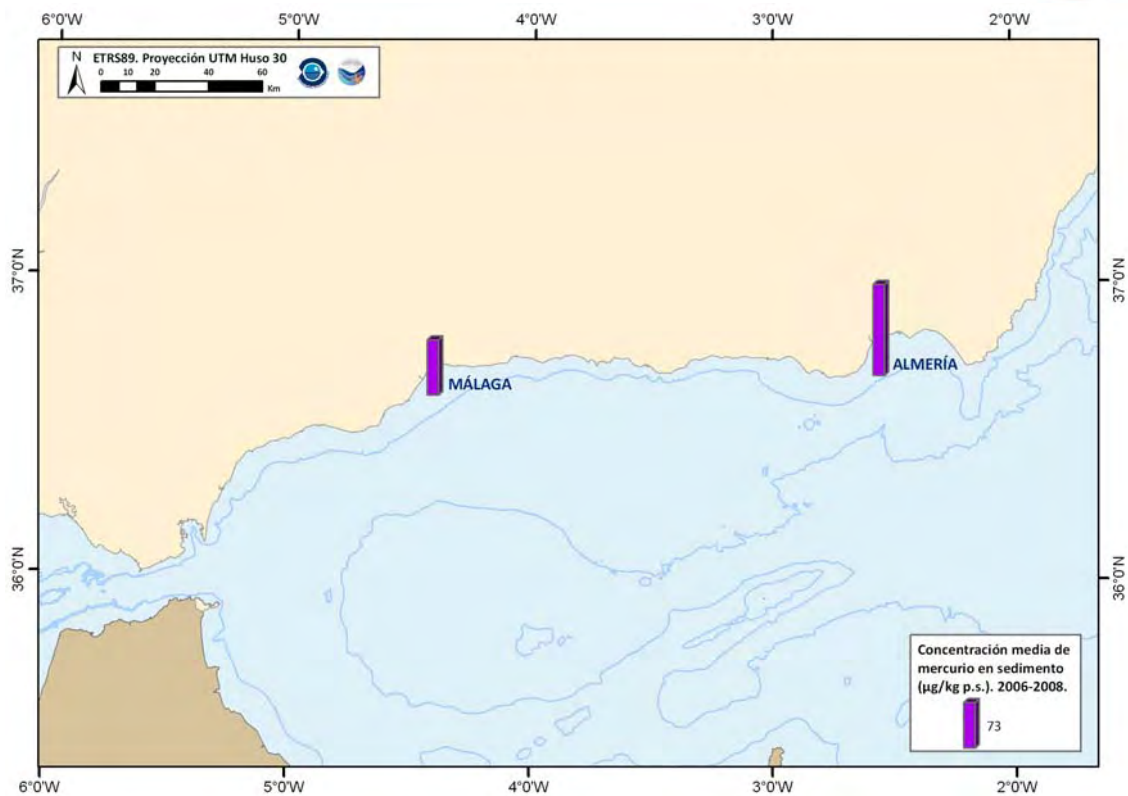 6°0'W 5°0'W 4°0'W 3°0'W 2°0'W
N ETRS89. Proyección UTM Huso 30
0 10 20 40 60
Km
37°0'N 37°0'N
MÁLAGA
ALMERÍA
36°0'N 36°0'N
Concentración media de
mercurio en sedimento
(µg/kg p.s.). 2006-2008.
73
6°0'W 5°0'W 4°0'W 3°0'W 2°0'W